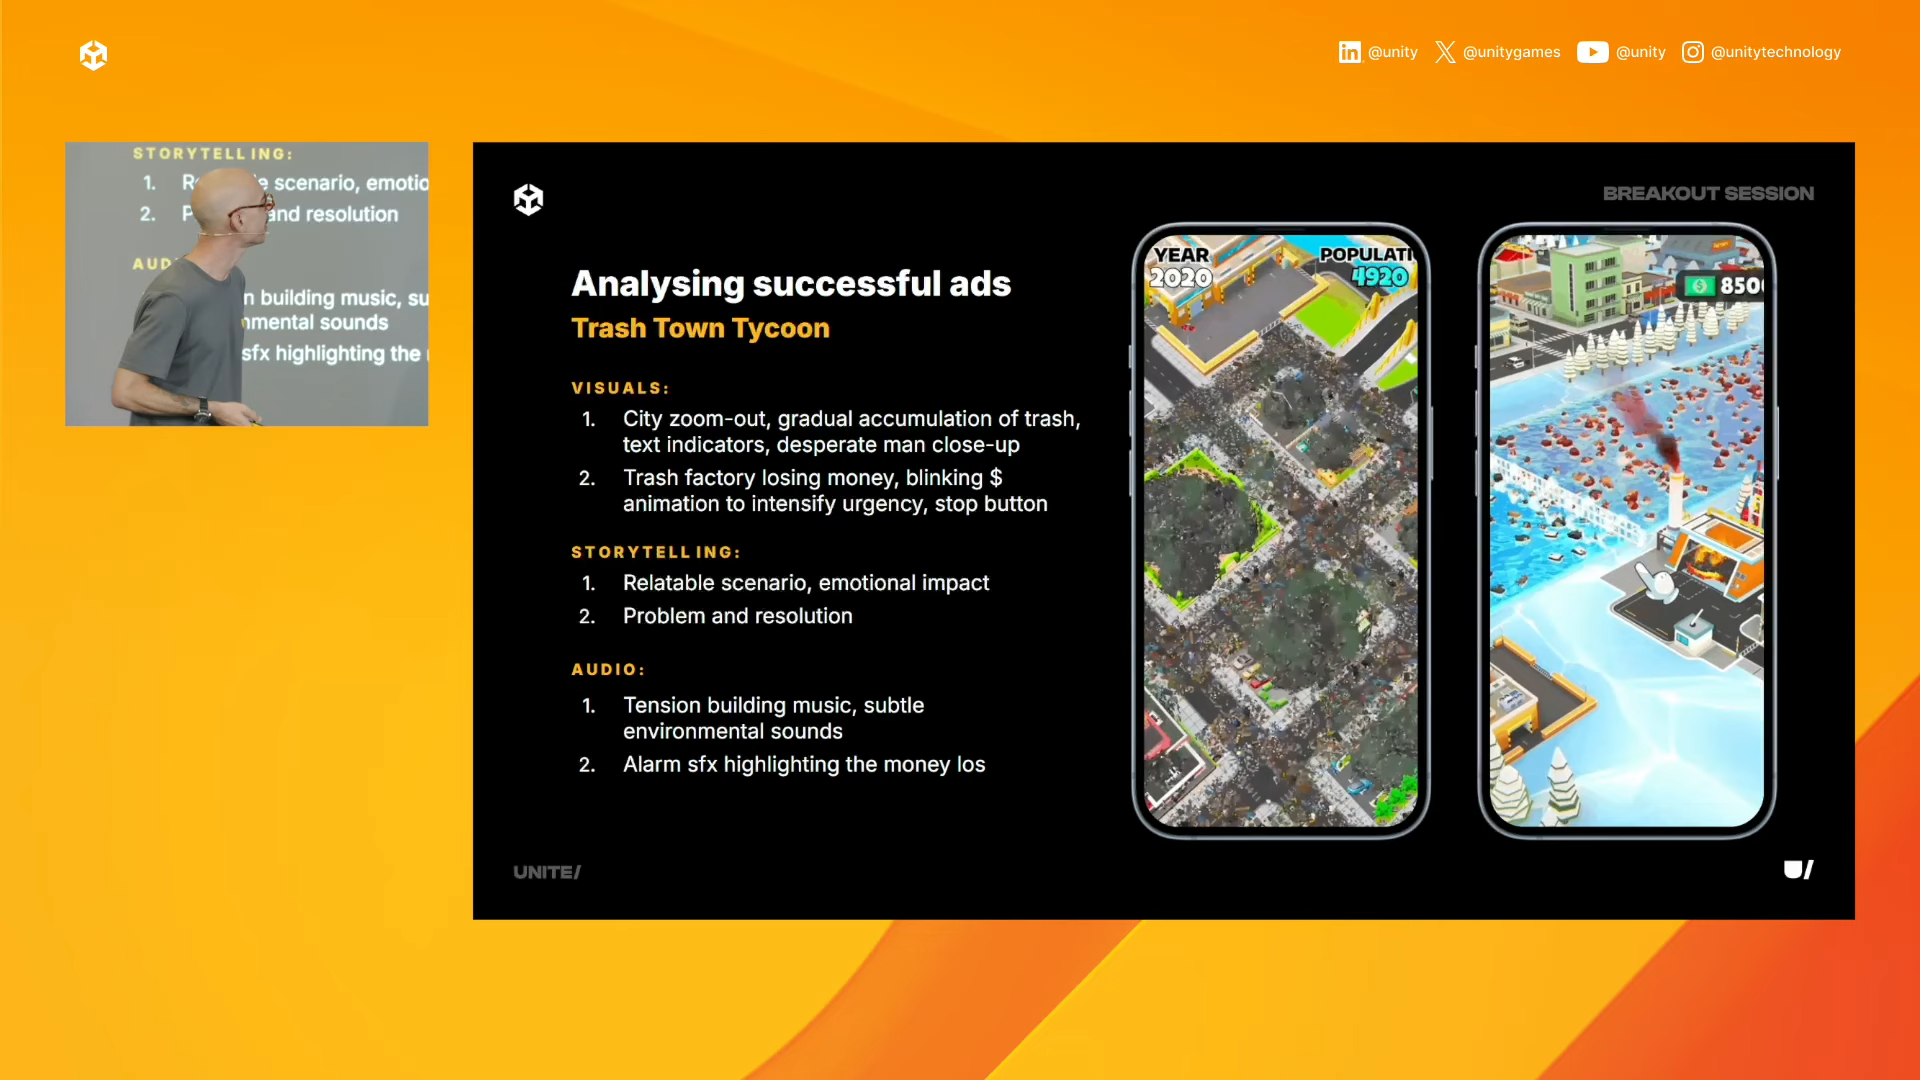 @unity
@unitygames
@unity
@unitytechnology
STORYTELLING:
1. scenario, emotio
2. and resolution
AUD
n building music, su
nmental sounds
sfx highlighting the
BREAKOUT SESSION
Analysing successful ads
Trash Town Tycoon
VISUALS:
1. City zoom-out, gradual accumulation of trash,
text indicators, desperate man close-up
2. Trash factory losing money, blinking $
animation to intensify urgency, stop button
STORYTELLING:
1. Relatable scenario, emotional impact
2. Problem and resolution
AUDIO:
1. Tension building music, subtle
environmental sounds
2. Alarm sfx highlighting the money los
YEAR
2020
POPULATI
4920
850
UNITE/
U/